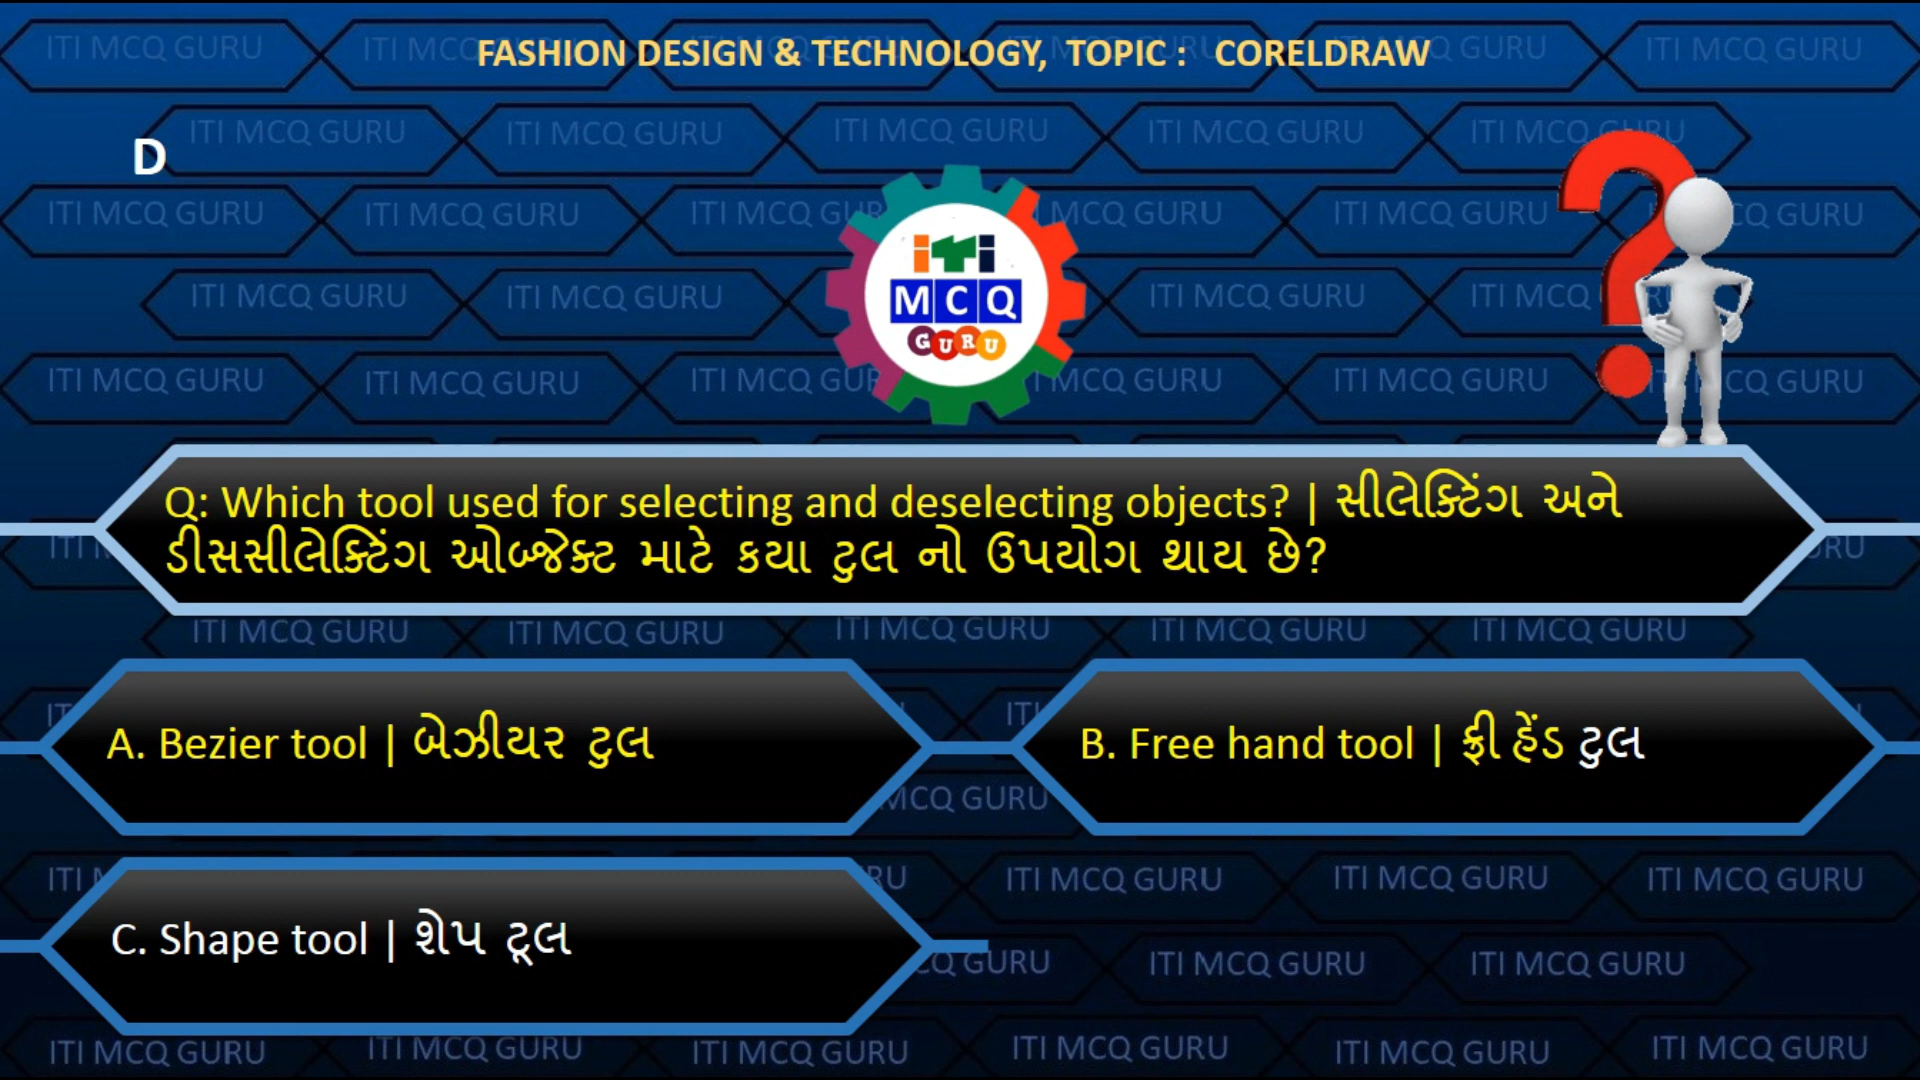 FASHION DESIGN & TECHNOLOGY, TOPIC : CORELDRAW
D
iTi
MCQ
GURU
Q: Which tool used for selecting and deselecting objects? | સીલેક્ટિંગ અને
ડીસસીલેક્ટિંગ ઓબ્જેક્ટ માટે કયા ટુલ નો ઉપયોગ થાય છે?
A. Bezier tool | બેઝીયર ટુલ
B. Free hand tool | ફ્રી હેંડ ટુલ
C. Shape tool | શેપ ટૂલ